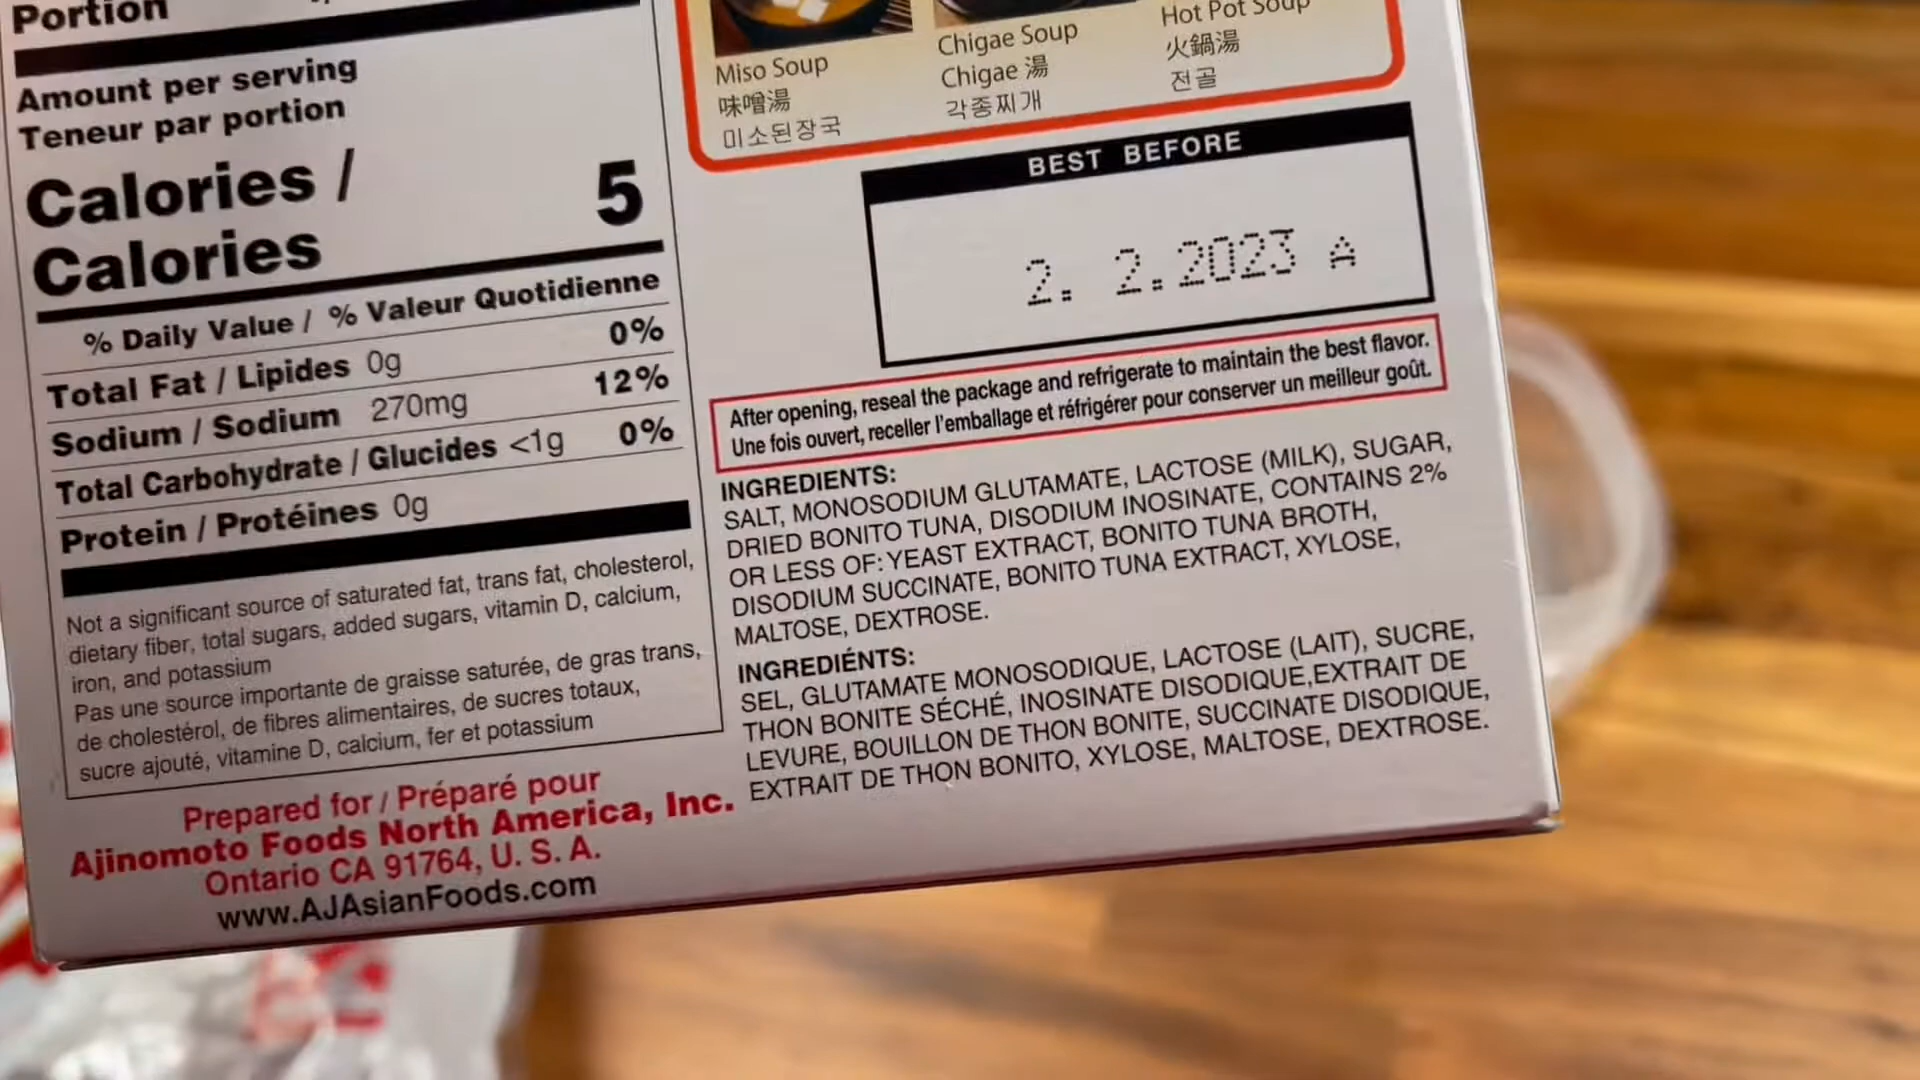 Portion
Amount per serving
Teneur par portion
Calories /
Calories
5
% Daily Value / % Valeur Quotidienne
Total Fat / Lipides 0g 0%
Sodium / Sodium 270mg 12%
Total Carbohydrate / Glucides <1g 0%
Protein / Protéines 0g
Not a significant source of saturated fat, trans fat, cholesterol,
dietary fiber, total sugars, added sugars, vitamin D, calcium,
iron, and potassium
Pas une source importante de graisse saturée, de gras trans,
de cholestérol, de fibres alimentaires, de sucres totaux,
sucre ajouté, vitamine D, calcium, fer et potassium
Prepared for / Préparé pour
Ajinomoto Foods North America, Inc.
Ontario CA 91764, U. S. A.
www.AJAsianFoods.com
Miso Soup
味噌湯
미소된장국
Chigae Soup
Chigae 湯
각종찌개
Hot Pot Soup
火鍋湯
전골
BEST BEFORE
2. 2.2023 A
After opening, reseal the package and refrigerate to maintain the best flavor.
Une fois ouvert, receller l'emballage et réfrigérer pour conserver un meilleur goût.
INGREDIENTS:
SALT, MONOSODIUM GLUTAMATE, LACTOSE (MILK), SUGAR,
DRIED BONITO TUNA, DISODIUM INOSINATE, CONTAINS 2%
OR LESS OF: YEAST EXTRACT, BONITO TUNA BROTH,
DISODIUM SUCCINATE, BONITO TUNA EXTRACT, XYLOSE,
MALTOSE, DEXTROSE.
INGREDIÉNTS:
SEL, GLUTAMATE MONOSODIQUE, LACTOSE (LAIT), SUCRE,
THON BONITE SÉCHÉ, INOSINATE DISODIQUE,EXTRAIT DE
LEVURE, BOUILLON DE THON BONITE, SUCCINATE DISODIQUE,
EXTRAIT DE THON BONITO, XYLOSE, MALTOSE, DEXTROSE.